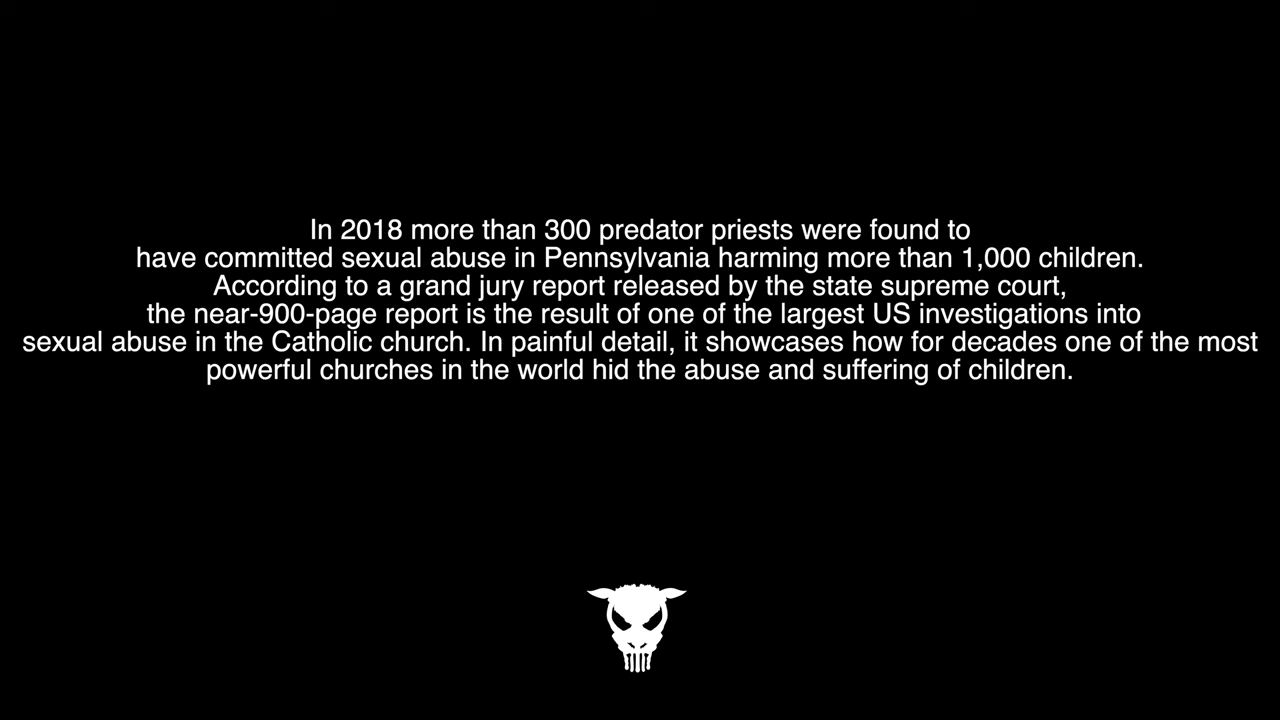 In 2018 more than 300 predator priests were found to
have committed sexual abuse in Pennsylvania harming more than 1,000 children.
According to a grand jury report released by the state supreme court,
the near-900-page report is the result of one of the largest US investigations into
sexual abuse in the Catholic church. In painful detail, it showcases how for decades one of the most
powerful churches in the world hid the abuse and suffering of children.